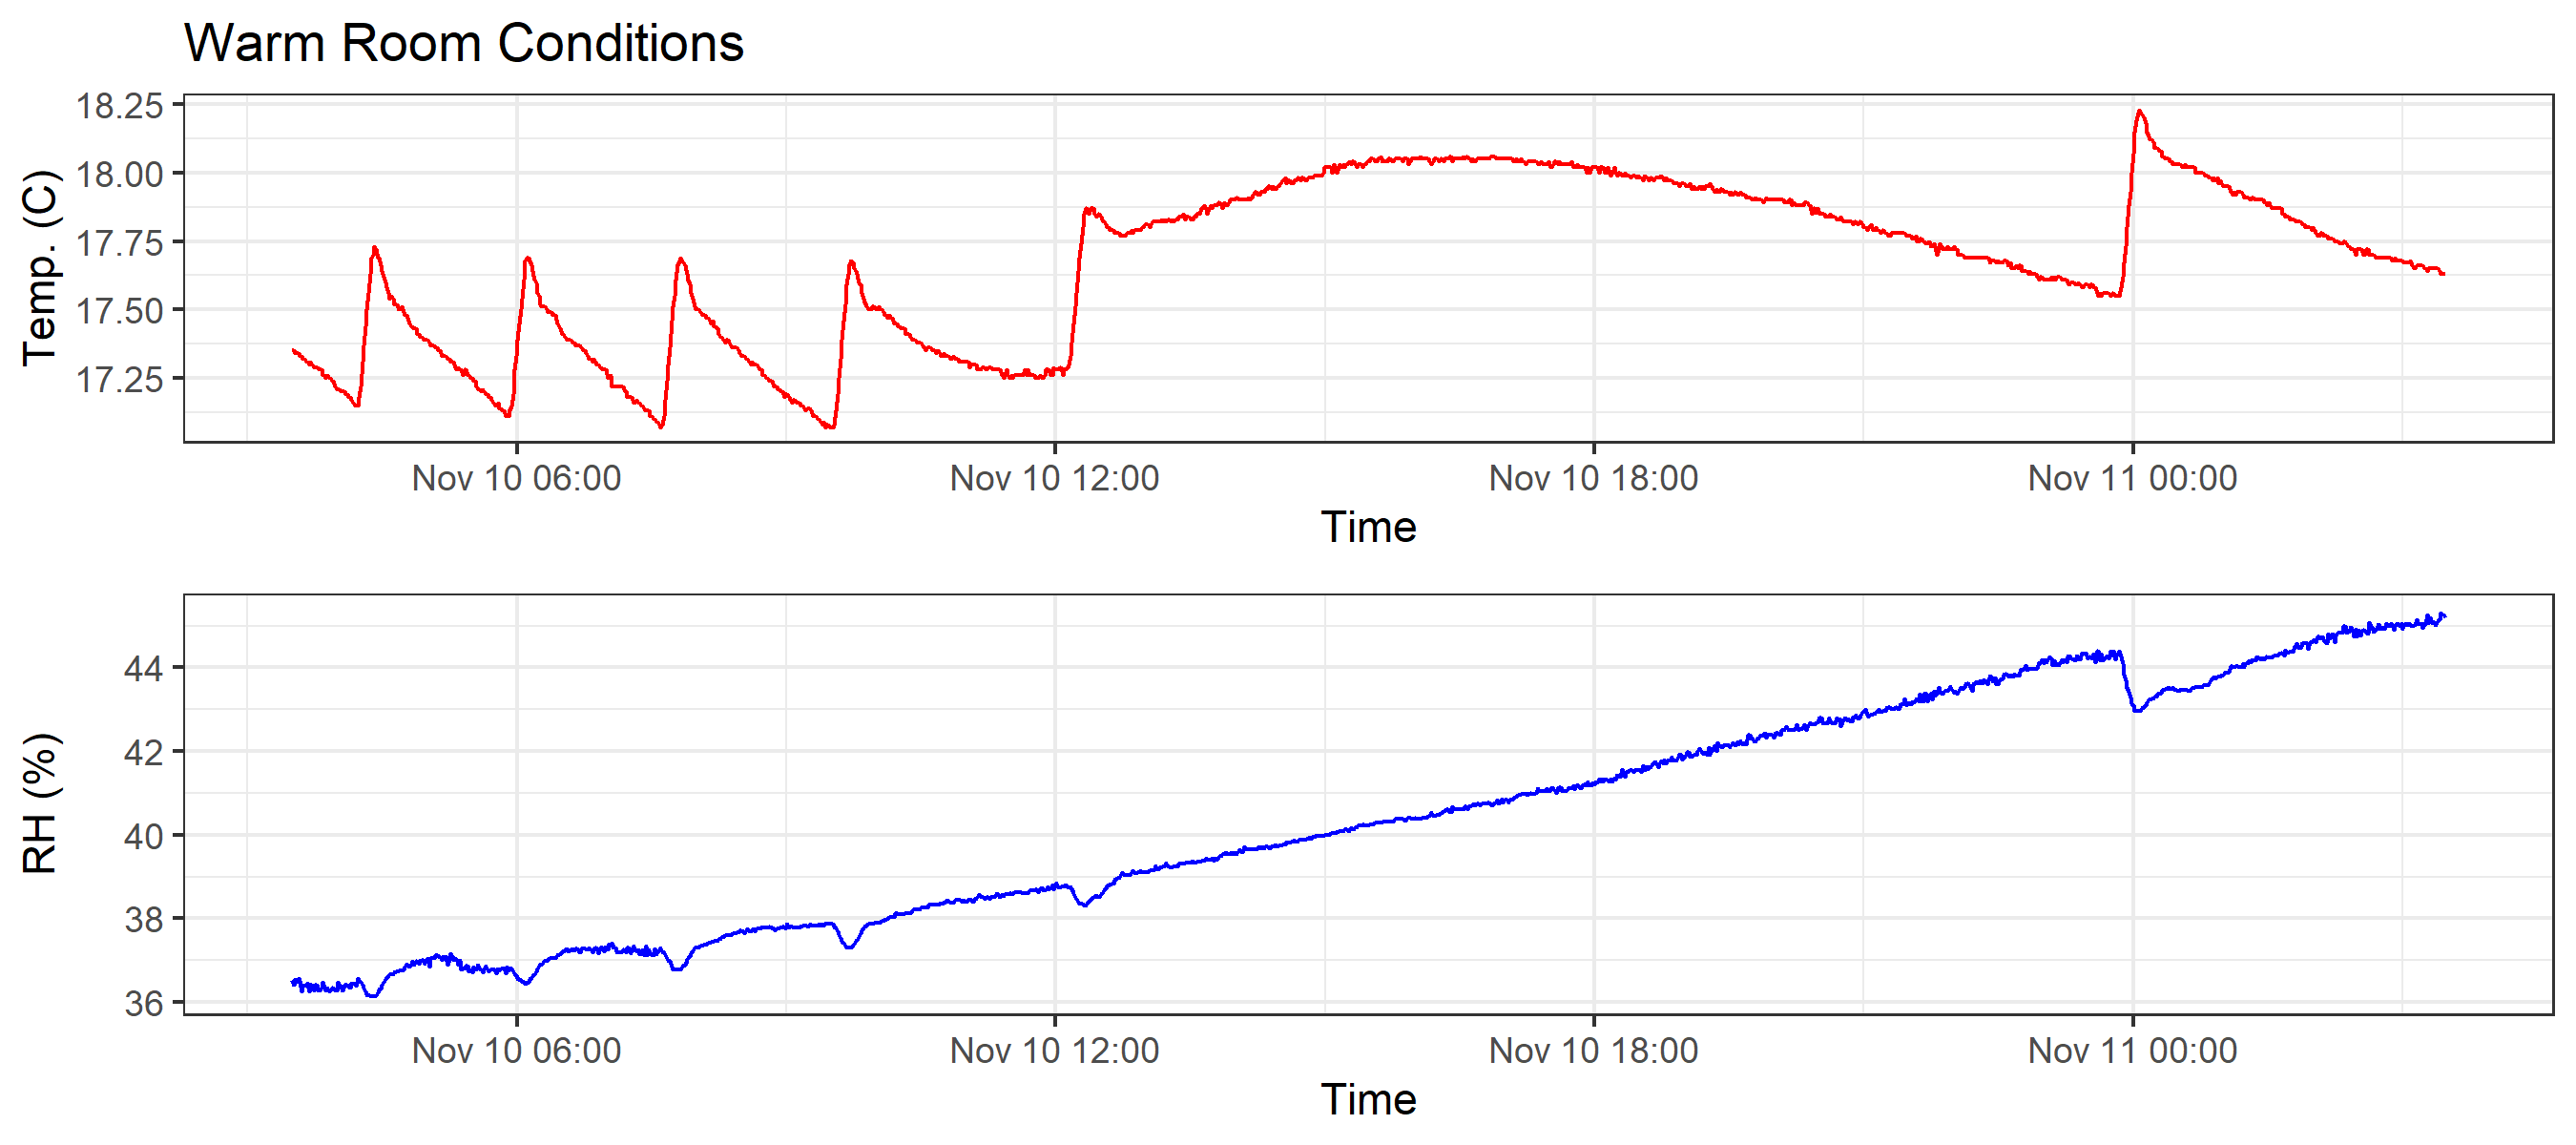 Warm Room Conditions
Temp. (C)
18.25
18.00
17.75
17.50
17.25
Nov 10 06:00 Nov 10 12:00 Nov 10 18:00 Nov 11 00:00
Time
RH (%)
44
42
40
38
36
Nov 10 06:00 Nov 10 12:00 Nov 10 18:00 Nov 11 00:00
Time